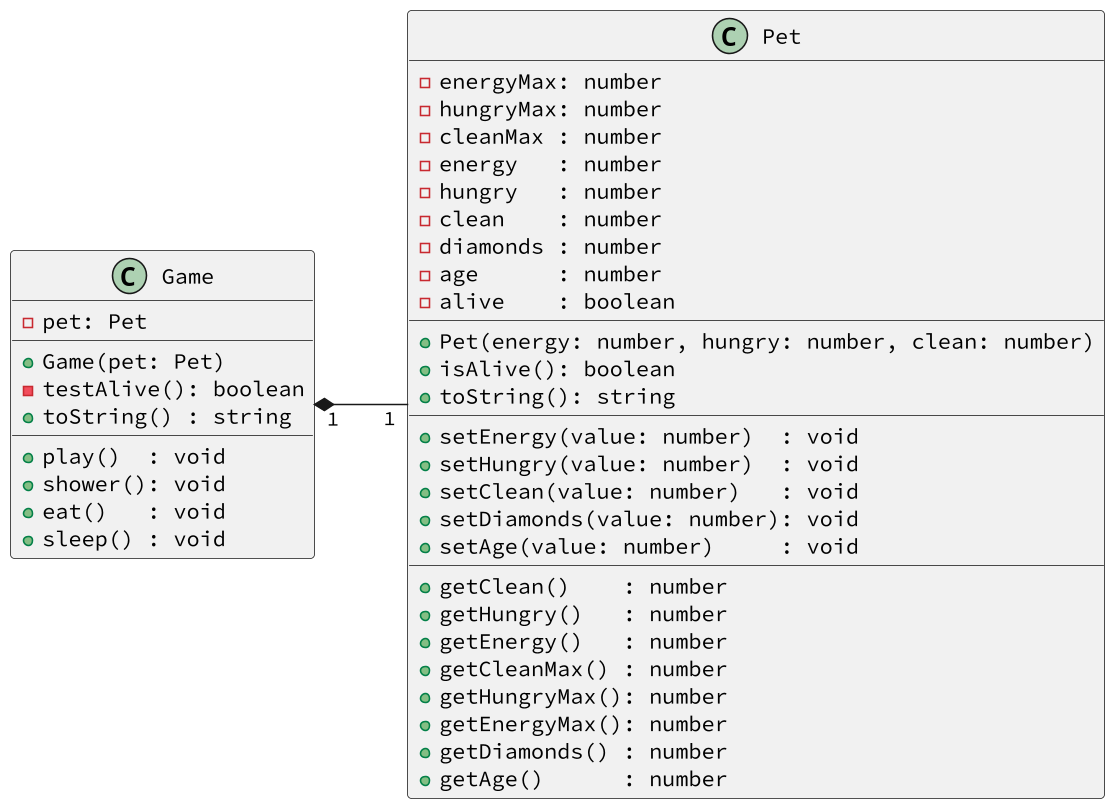 C Game
pet: Pet
Game(pet: Pet)
testAlive(): boolean
toString() : string
play()  : void
shower(): void
eat()   : void
sleep() : void
1 1
C Pet
energyMax: number
hungryMax: number
cleanMax : number
energy   : number
hungry   : number
clean    : number
diamonds : number
age      : number
alive    : boolean
Pet(energy: number, hungry: number, clean: number)
isAlive(): boolean
toString(): string
setEnergy(value: number)  : void
setHungry(value: number)  : void
setClean(value: number)   : void
setDiamonds(value: number): void
setAge(value: number)     : void
getClean()    : number
getHungry()   : number
getEnergy()   : number
getCleanMax() : number
getHungryMax(): number
getEnergyMax(): number
getDiamonds() : number
getAge()      : number